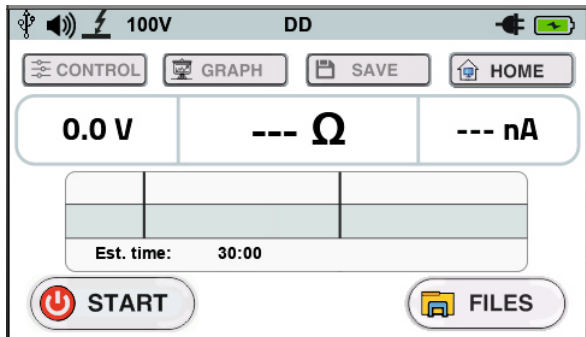 100V DD
CONTROL GRAPH SAVE HOME
0.0 V --- Ω --- nA
Est. time: 30:00
START FILES